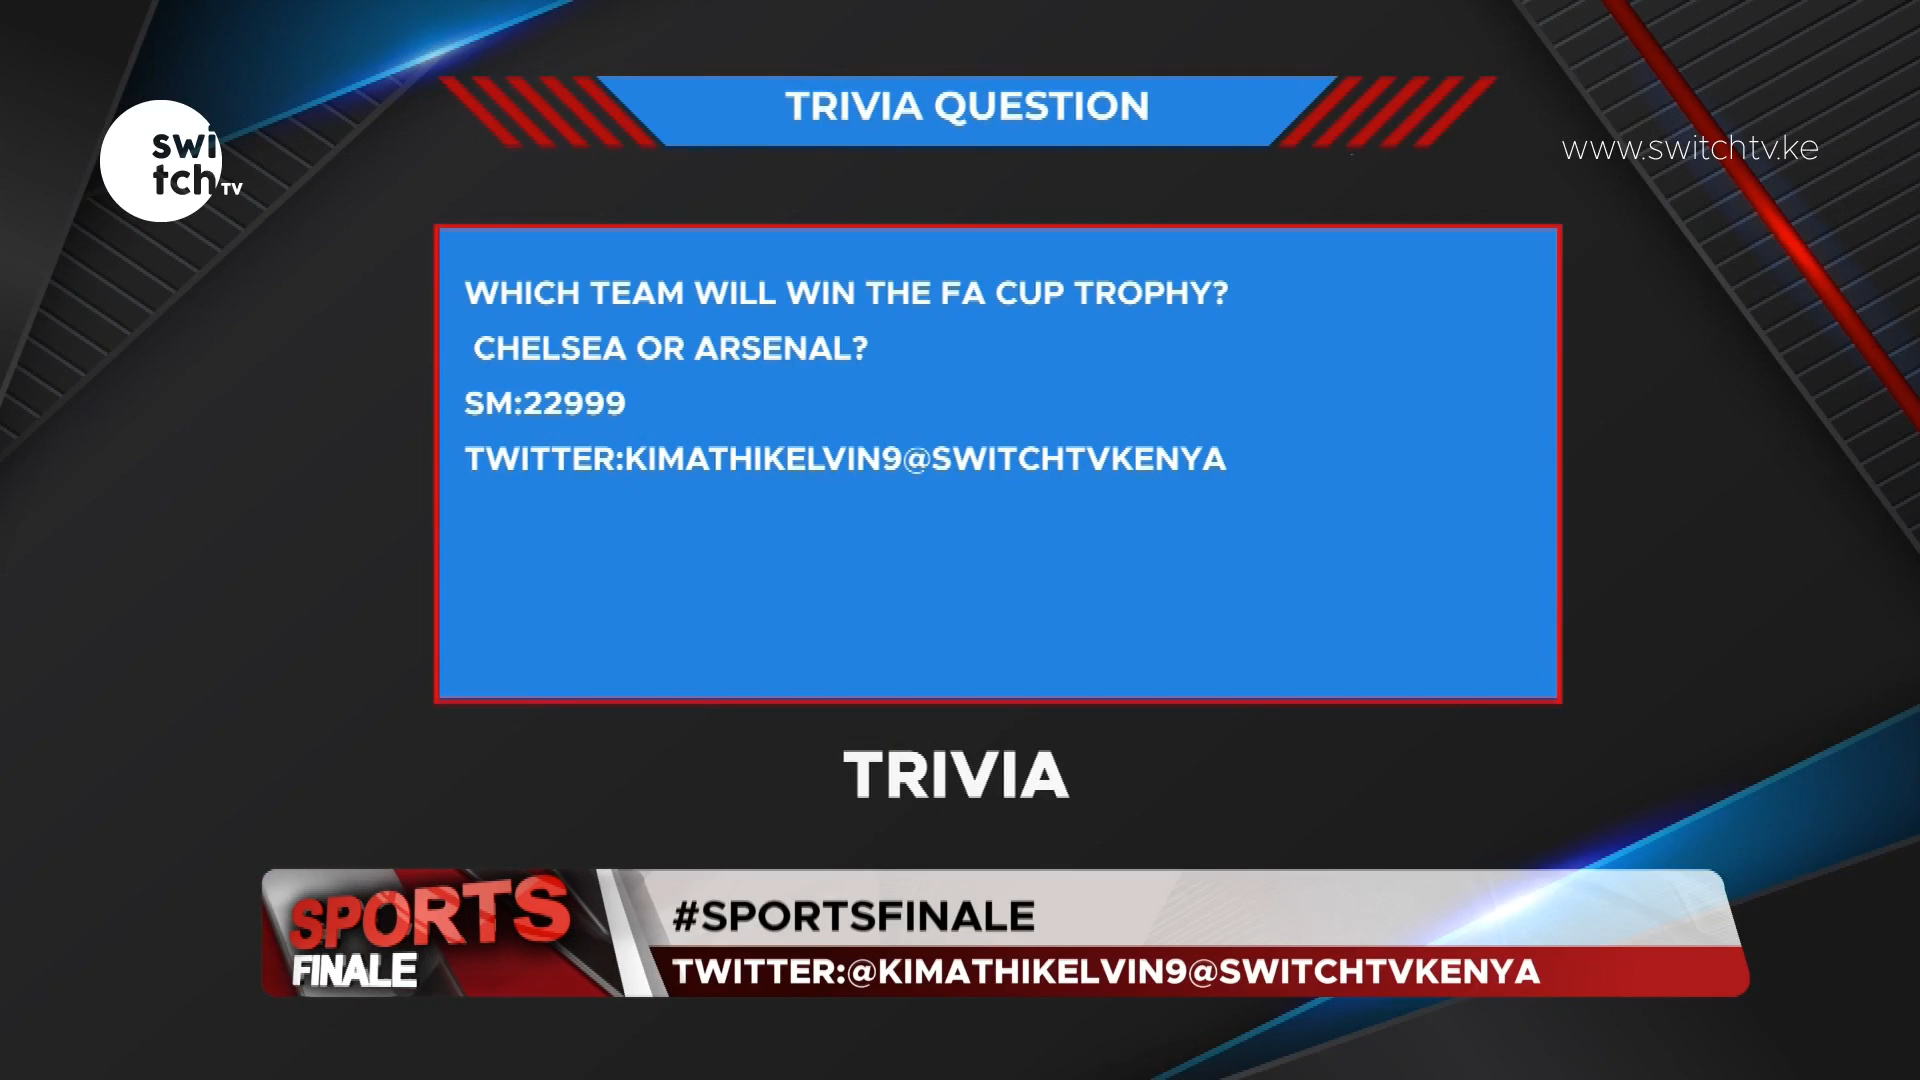 TRIVIA QUESTION
swi
tch TV
www.switchtv.ke
WHICH TEAM WILL WIN THE FA CUP TROPHY?
CHELSEA OR ARSENAL?
SM:22999
TWITTER:KIMATHIKELVIN9@SWITCHTVKENYA
TRIVIA
SPORTS
FINALE
#SPORTSFINALE
TWITTER:@KIMATHIKELVIN9@SWITCHTVKENYA